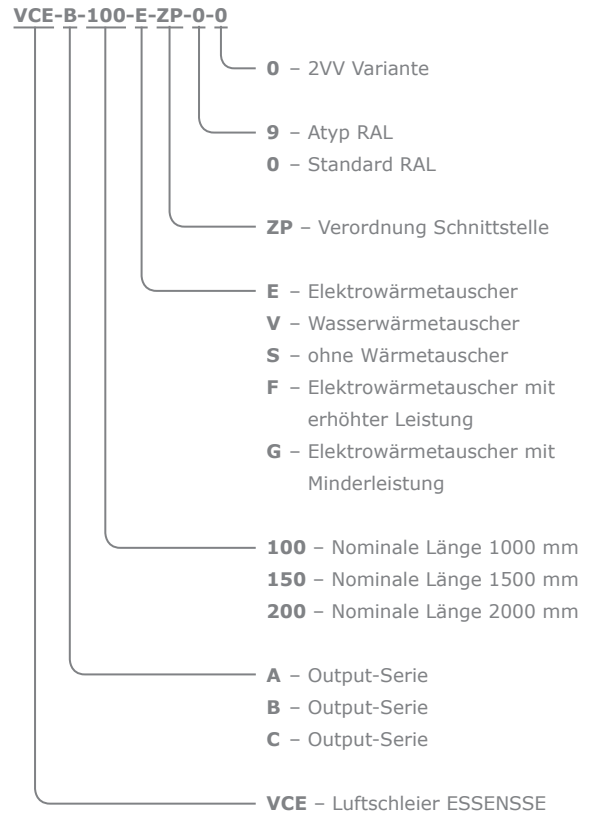 VCE-B-100-E-ZP-0-0
0 – 2VV Variante
9 – Atyp RAL
0 – Standard RAL
ZP – Verordnung Schnittstelle
E – Elektrowärmetauscher
V – Wasserwärmetauscher
S – ohne Wärmetauscher
F – Elektrowärmetauscher mit
erhöhter Leistung
G – Elektrowärmetauscher mit
Minderleistung
100 – Nominale Länge 1000 mm
150 – Nominale Länge 1500 mm
200 – Nominale Länge 2000 mm
A – Output-Serie
B – Output-Serie
C – Output-Serie
VCE – Luftschleier ESSENSSE